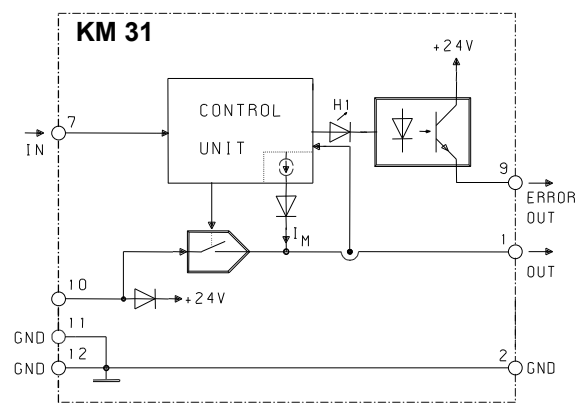 KM 31
+24V
H1
CONTROL
UNIT
7
IN
9
ERROR
OUT
I M
1
OUT
10
+24V
11
GND
12
GND
2
GND